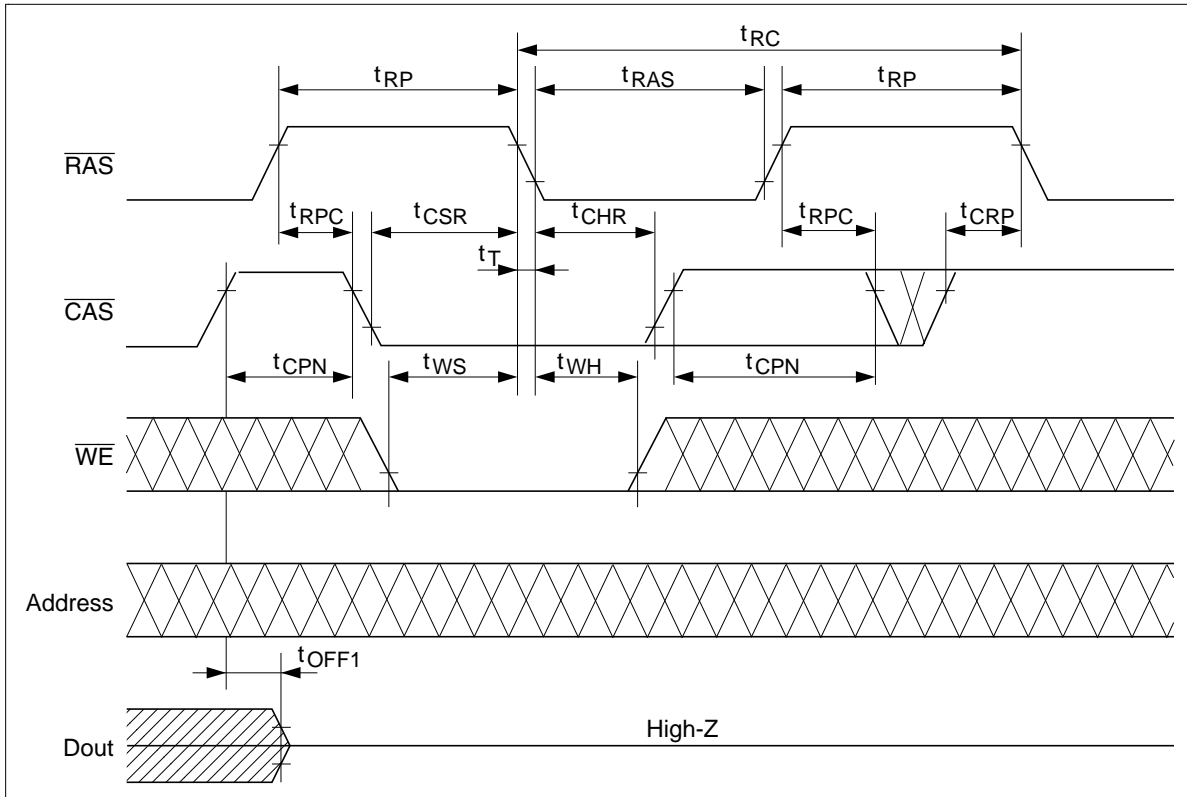 tRC
tRP tRAS tRP
RAS
tRPC tCSR tCHR tRPC tCRP
tT
CAS
tCPN tWS tWH tCPN
WE
Address
tOFF1
High-Z
Dout